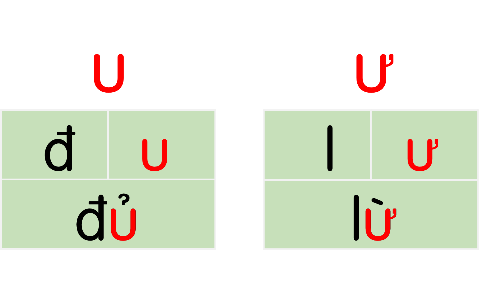 u ư
đ u l ư
đủ lừ